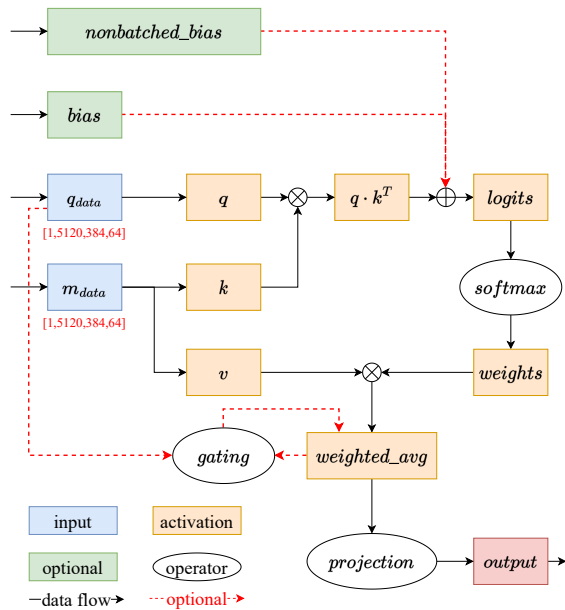 nonbatched_bias
bias
q_data
q
q · k^T
logits
[1,5120,384,64]
m_data
k
softmax
[1,5120,384,64]
v
weights
gating
weighted_avg
input
activation
optional
operator
projection
output
data flow
optional